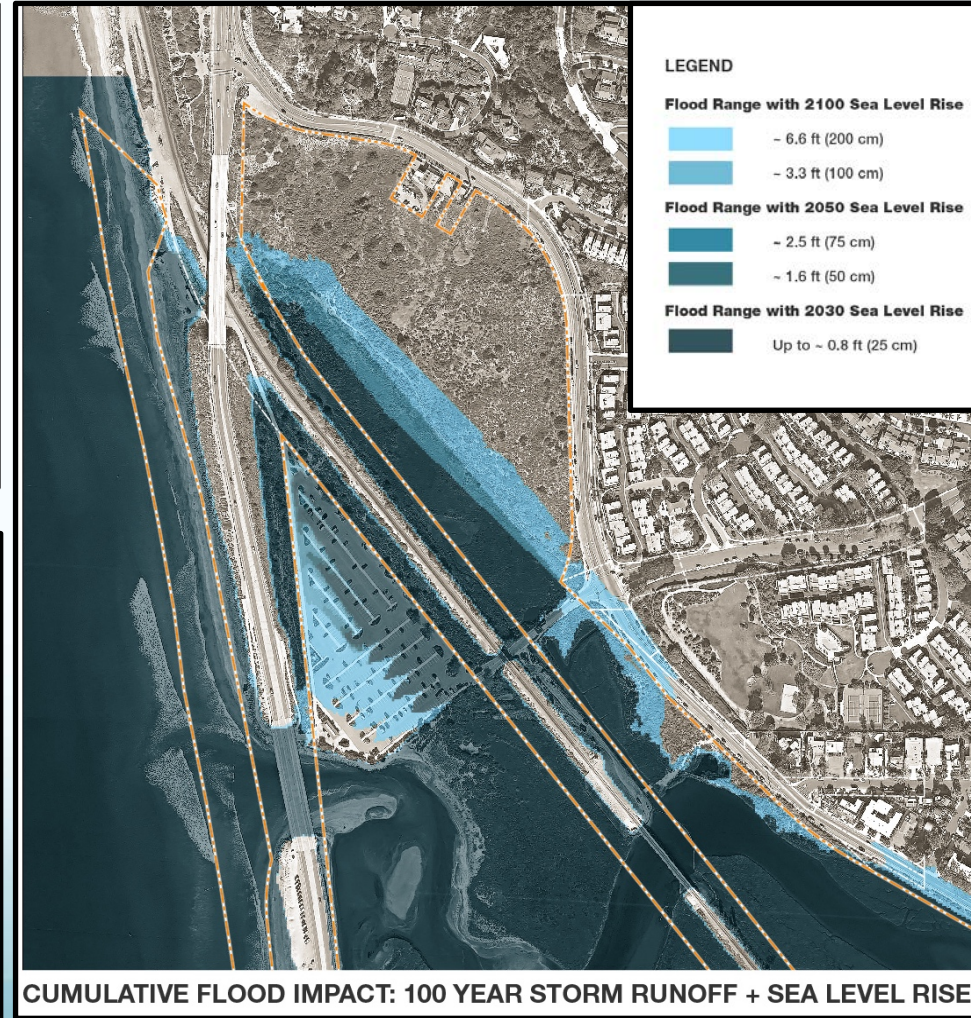 LEGEND
Flood Range with 2100 Sea Level Rise
~ 6.6 ft (200 cm)
~ 3.3 ft (100 cm)
Flood Range with 2050 Sea Level Rise
~ 2.5 ft (75 cm)
~ 1.6 ft (50 cm)
Flood Range with 2030 Sea Level Rise
Up to ~ 0.8 ft (25 cm)
CUMULATIVE FLOOD IMPACT: 100 YEAR STORM RUNOFF + SEA LEVEL RISE